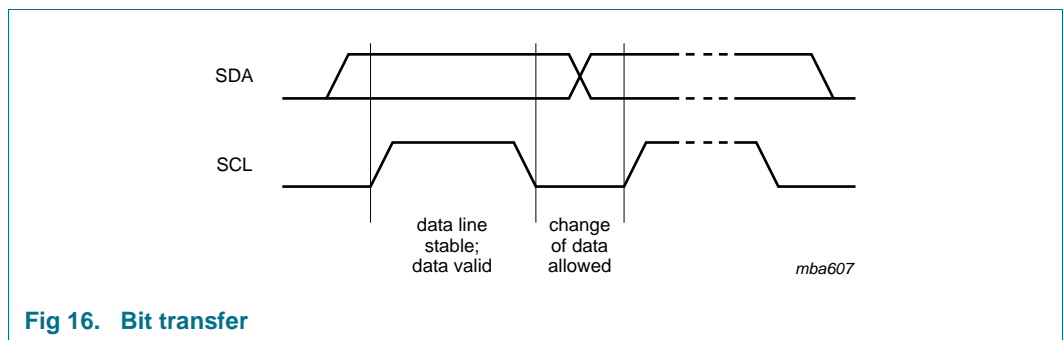 SDA
SCL
data line
stable;
data valid
change
of data
allowed
mba607
Fig 16. Bit transfer